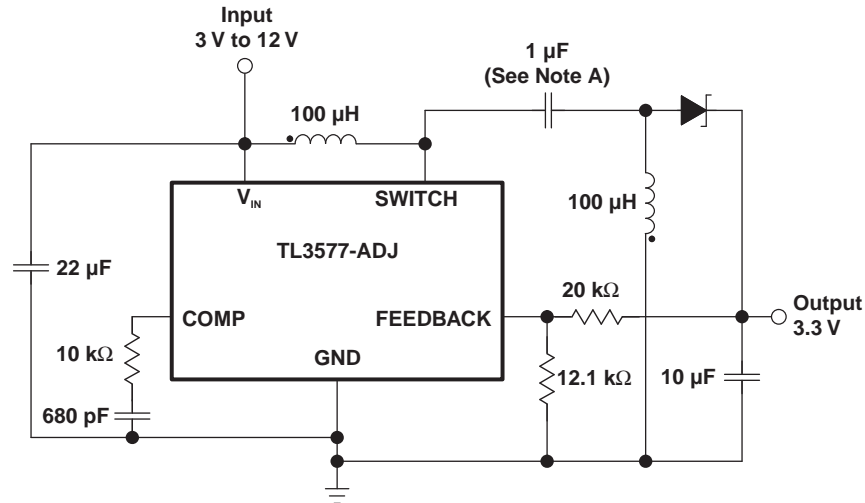 Input
3 V to 12 V
1 µF
(See Note A)
100 µH
V_IN
SWITCH
100 µH
TL3577-ADJ
22 µF
COMP
FEEDBACK
20 kΩ
Output
3.3 V
10 kΩ
GND
12.1 kΩ
10 µF
680 pF